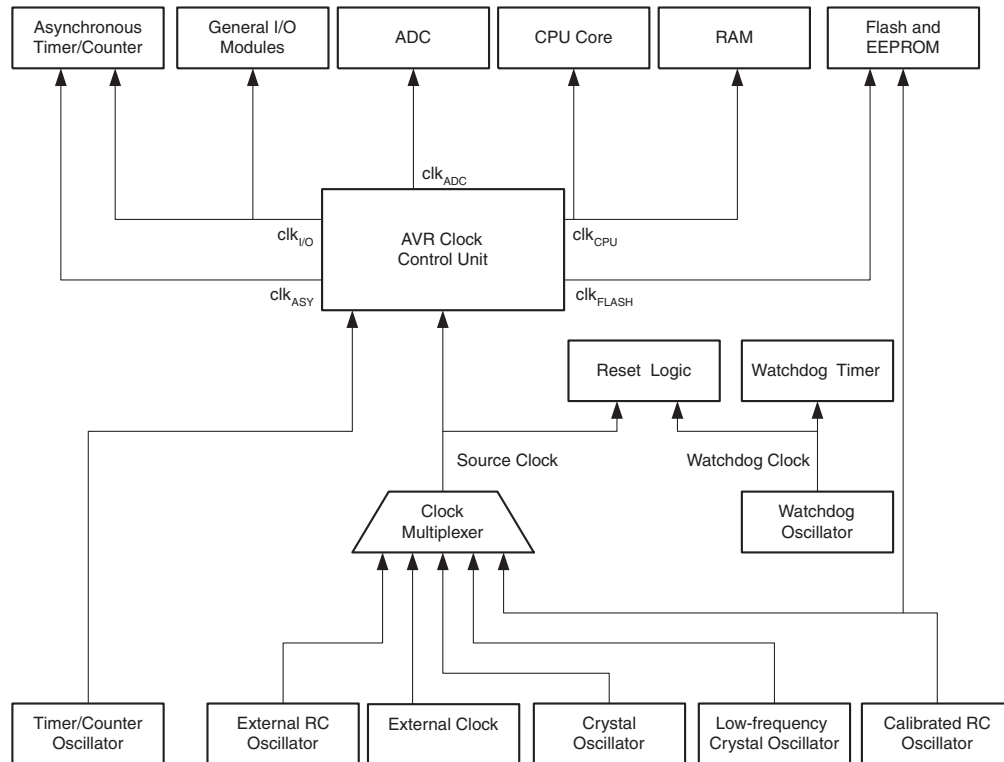 Asynchronous
Timer/Counter
General I/O
Modules
ADC
CPU Core
RAM
Flash and
EEPROM
clkADC
clkI/O
AVR Clock
Control Unit
clkCPU
clkASY
clkFLASH
Reset Logic
Watchdog Timer
Source Clock
Watchdog Clock
Clock
Multiplexer
Watchdog
Oscillator
Timer/Counter
Oscillator
External RC
Oscillator
External Clock
Crystal
Oscillator
Low-frequency
Crystal Oscillator
Calibrated RC
Oscillator